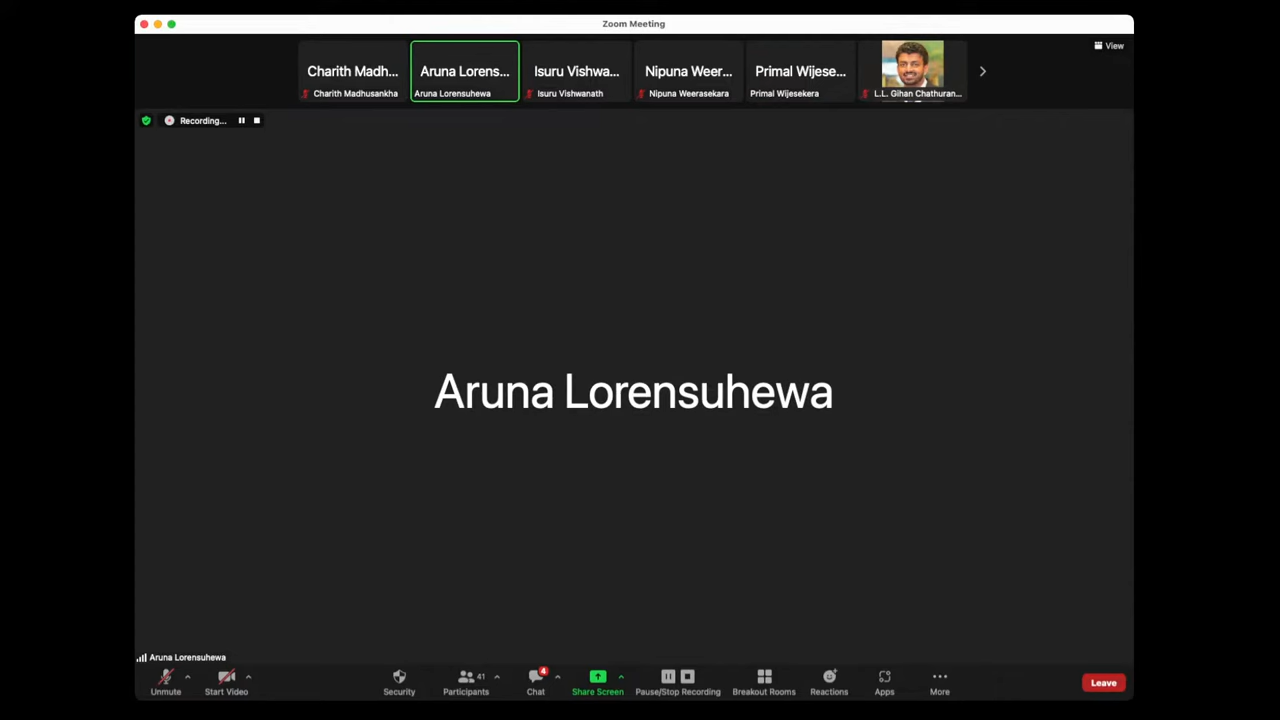 Zoom Meeting
View
Charith Madh...
Charith Madhusankha
Aruna Lorens...
Aruna Lorensuhewa
Isuru Vishwa...
Isuru Vishwanath
Nipuna Weer...
Nipuna Weerasekara
Primal Wijese...
Primal Wijesekera
L.L. Gihan Chathuran...
Recording...
Aruna Lorensuhewa
Aruna Lorensuhewa
Unmute
Start Video
Security
41
Participants
4
Chat
Share Screen
Pause/Stop Recording
Breakout Rooms
Reactions
Apps
More
Leave